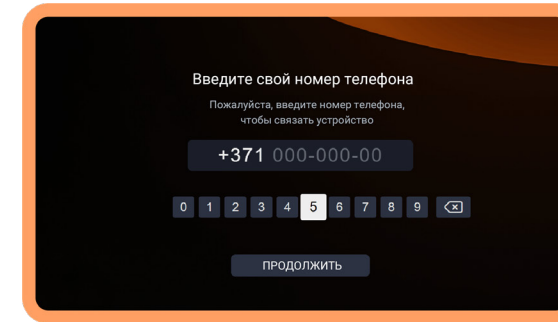 Введите свой номер телефона
Пожалуйста, введите номер телефона,
чтобы связать устройство
+371 000-000-00
0 1 2 3 4 5 6 7 8 9
ПРОДОЛЖИТЬ